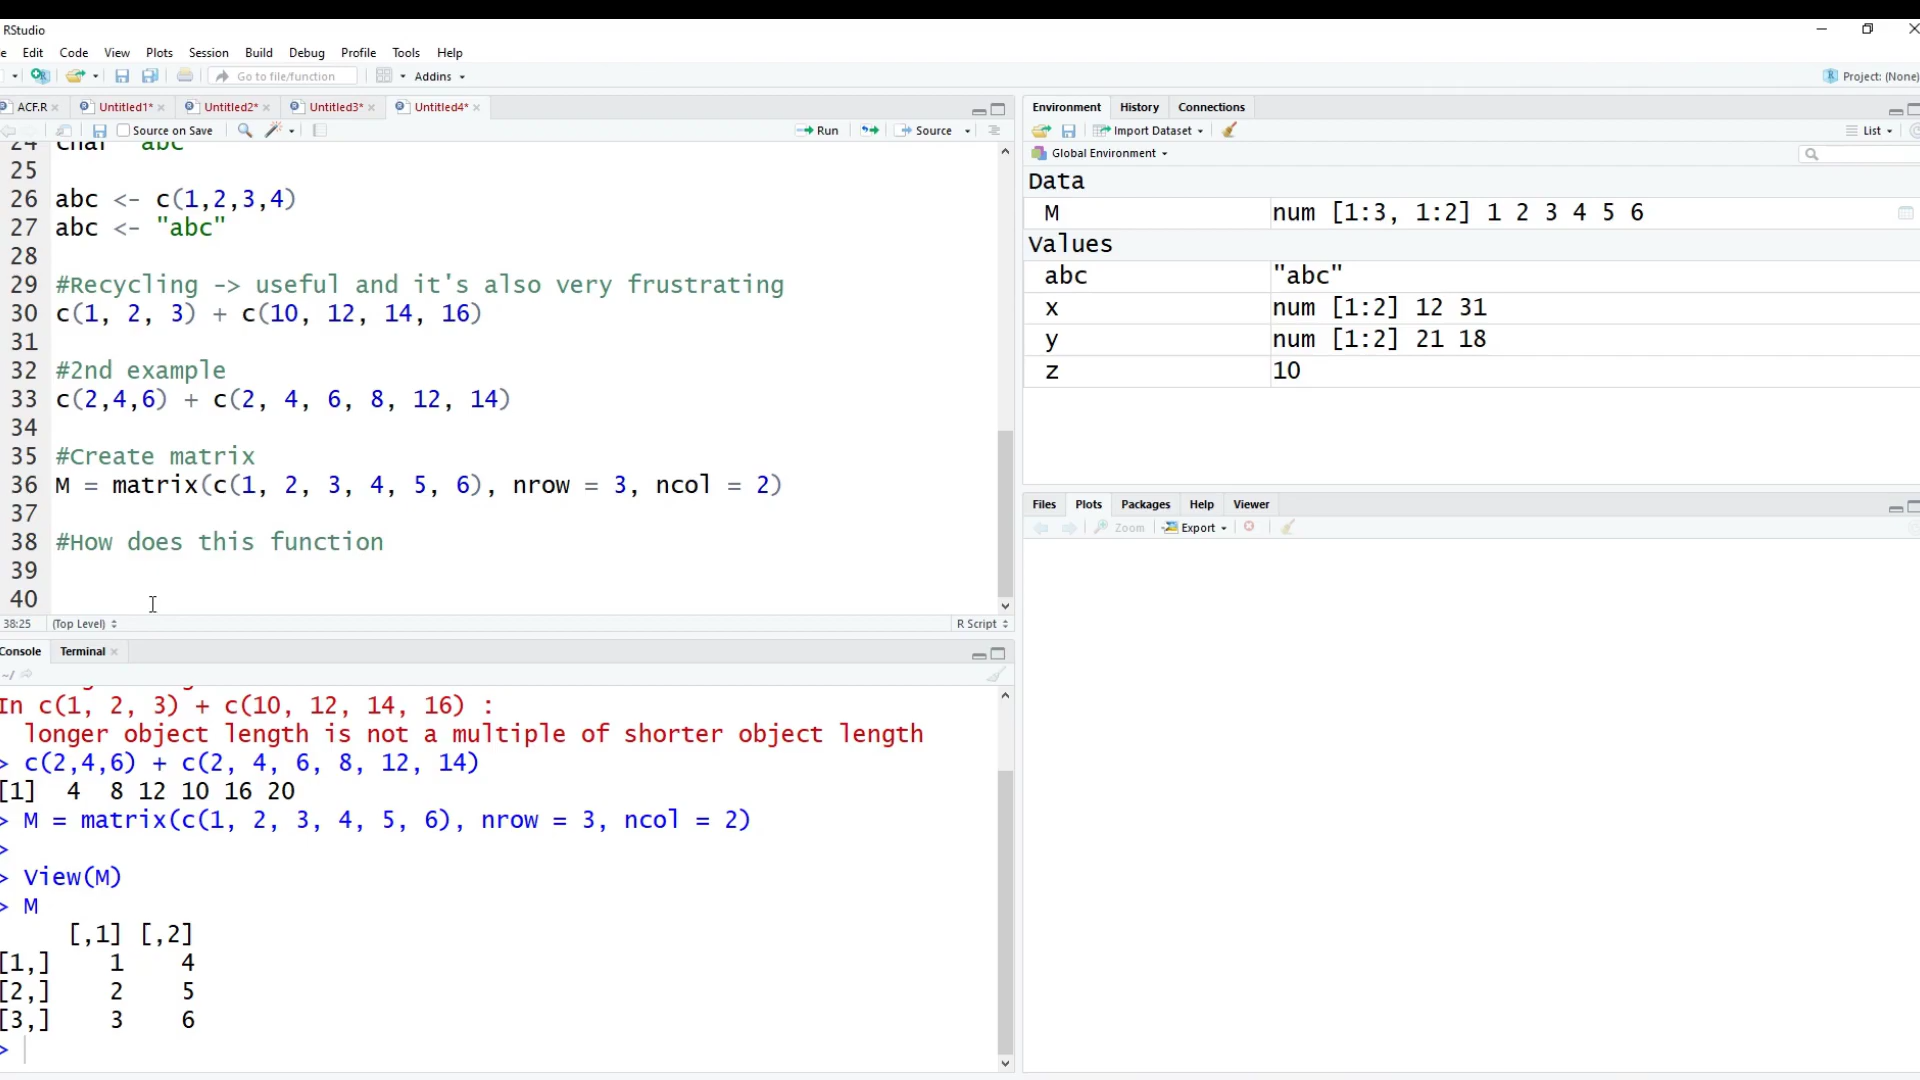 RStudio
Edit Code View Plots Session Build Debug Profile Tools Help
Go to file/function Addins
Project: (None)
ACF.R Untitled1* Untitled2* Untitled3* Untitled4*
Source on Save Run Source
24 char "abc"
25
26 abc <- c(1,2,3,4)
27 abc <- "abc"
28
29 #Recycling -> useful and it's also very frustrating
30 c(1, 2, 3) + c(10, 12, 14, 16)
31
32 #2nd example
33 c(2,4,6) + c(2, 4, 6, 8, 12, 14)
34
35 #Create matrix
36 M = matrix(c(1, 2, 3, 4, 5, 6), nrow = 3, ncol = 2)
37
38 #How does this function
39
40
38:25 (Top Level) R Script
Console Terminal
~/
In c(1, 2, 3) + c(10, 12, 14, 16) :
longer object length is not a multiple of shorter object length
> c(2,4,6) + c(2, 4, 6, 8, 12, 14)
[1] 4 8 12 10 16 20
> M = matrix(c(1, 2, 3, 4, 5, 6), nrow = 3, ncol = 2)
>
> View(M)
> M
[,1] [,2]
[1,] 1 4
[2,] 2 5
[3,] 3 6
>
Environment History Connections
Import Dataset List
Global Environment
Data
M num [1:3, 1:2] 1 2 3 4 5 6
Values
abc "abc"
x num [1:2] 12 31
y num [1:2] 21 18
z 10
Files Plots Packages Help Viewer
Zoom Export